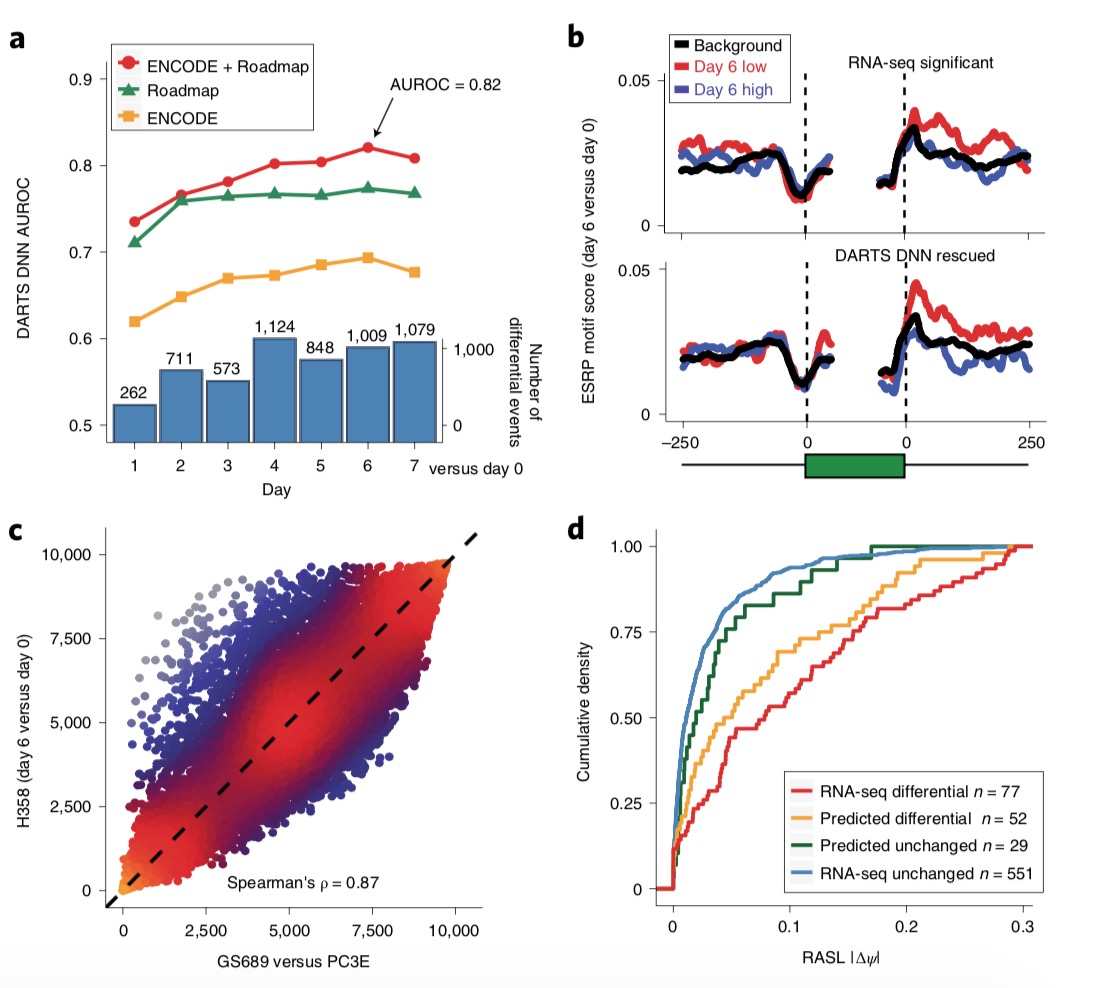 a
ENCODE + Roadmap
Roadmap
ENCODE
AUROC = 0.82
DARTS DNN AUROC
0.9
0.8
0.7
0.6
0.5
262
711
573
1,124
848
1,009
1,079
1,000
0
Number of
differential events
1
2
3
4
5
6
7
versus day 0
Day
b
Background
Day 6 low
Day 6 high
RNA-seq significant
0.05
0
ESRP motif score (day 6 versus day 0)
DARTS DNN rescued
0.05
0
−250
0
0
250
c
H358 (day 6 versus day 0)
10,000
7,500
5,000
2,500
0
Spearman's ρ = 0.87
0
2,500
5,000
7,500
10,000
GS689 versus PC3E
d
Cumulative density
1.00
0.75
0.50
0.25
0
RNA-seq differential n = 77
Predicted differential n = 52
Predicted unchanged n = 29
RNA-seq unchanged n = 551
0
0.1
0.2
0.3
RASL |Δψ|